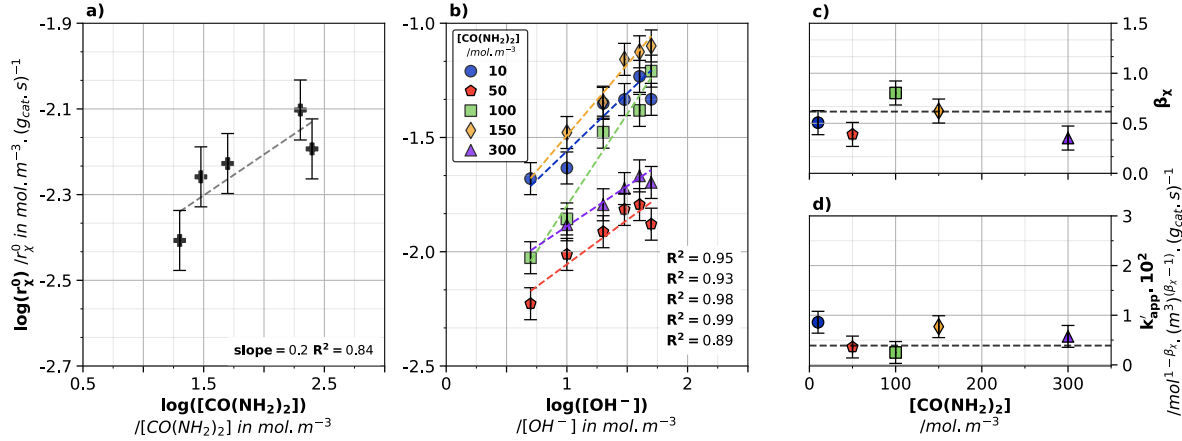 a)
-1.9
-2.1
-2.3
-2.5
-2.7
log(r⁰χ) /r⁰χ in mol. m⁻³. (g_cat. s)⁻¹
slope = 0.2 R² = 0.84
0.5 1.5 2.5
log([CO(NH₂)₂])
/[CO(NH₂)₂] in mol. m⁻³
b)
-1.0
-1.5
-2.0
-2.5
[CO(NH₂)₂]
/mol. m⁻³
10
50
100
150
300
R² = 0.95
R² = 0.93
R² = 0.98
R² = 0.99
R² = 0.89
0 1 2
log([OH⁻])
/[OH⁻] in mol. m⁻³
c)
1.5
1.0
0.5
0.0
βχ
d)
3
2
1
0
k′app. 10²
/mol^(1−βχ). (m³)^(βχ−1). (g_cat. s)⁻¹
0 100 200 300
[CO(NH₂)₂]
/mol. m⁻³